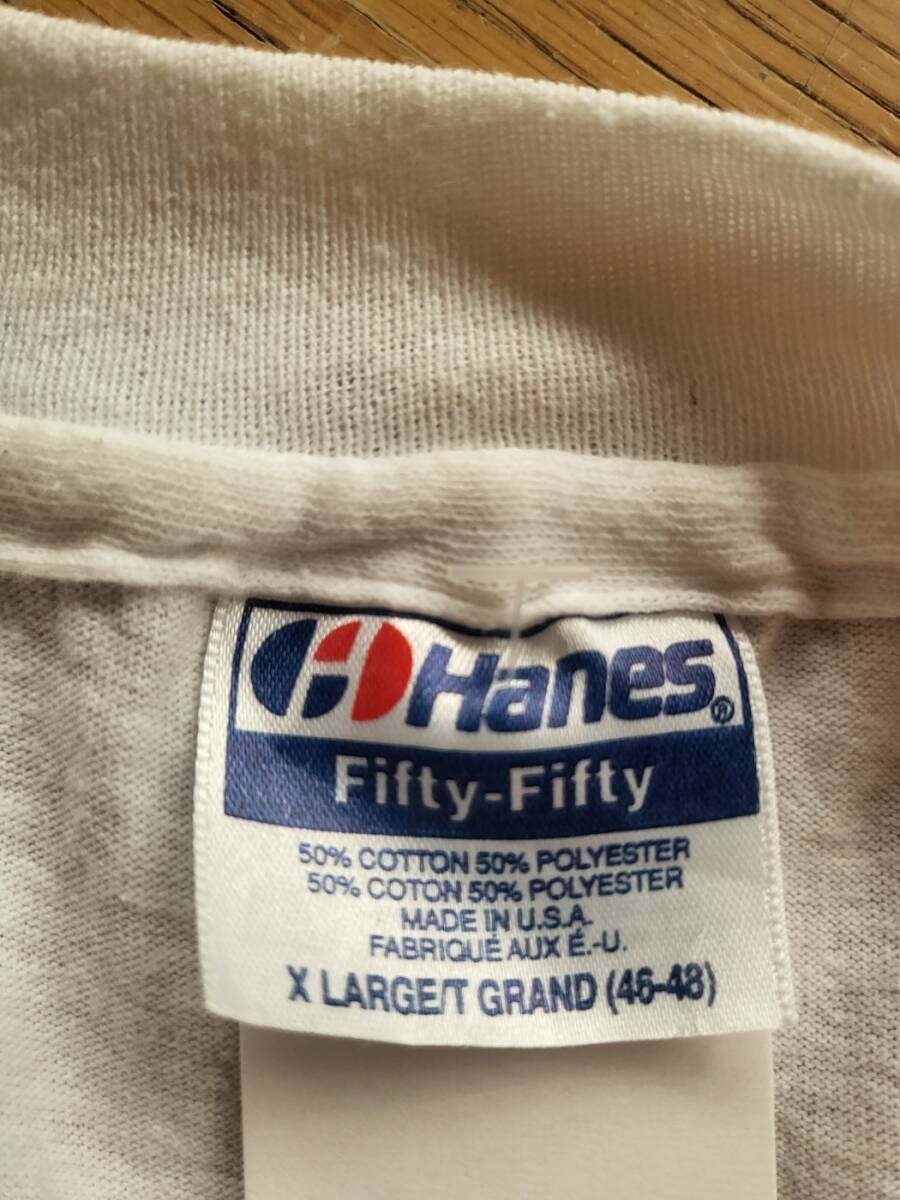 Hanes®
Fifty-Fifty
50% COTTON 50% POLYESTER
50% COTON 50% POLYESTER
MADE IN U.S.A.
FABRIQUÉ AUX É.-U.
X LARGE/T GRAND (46-48)